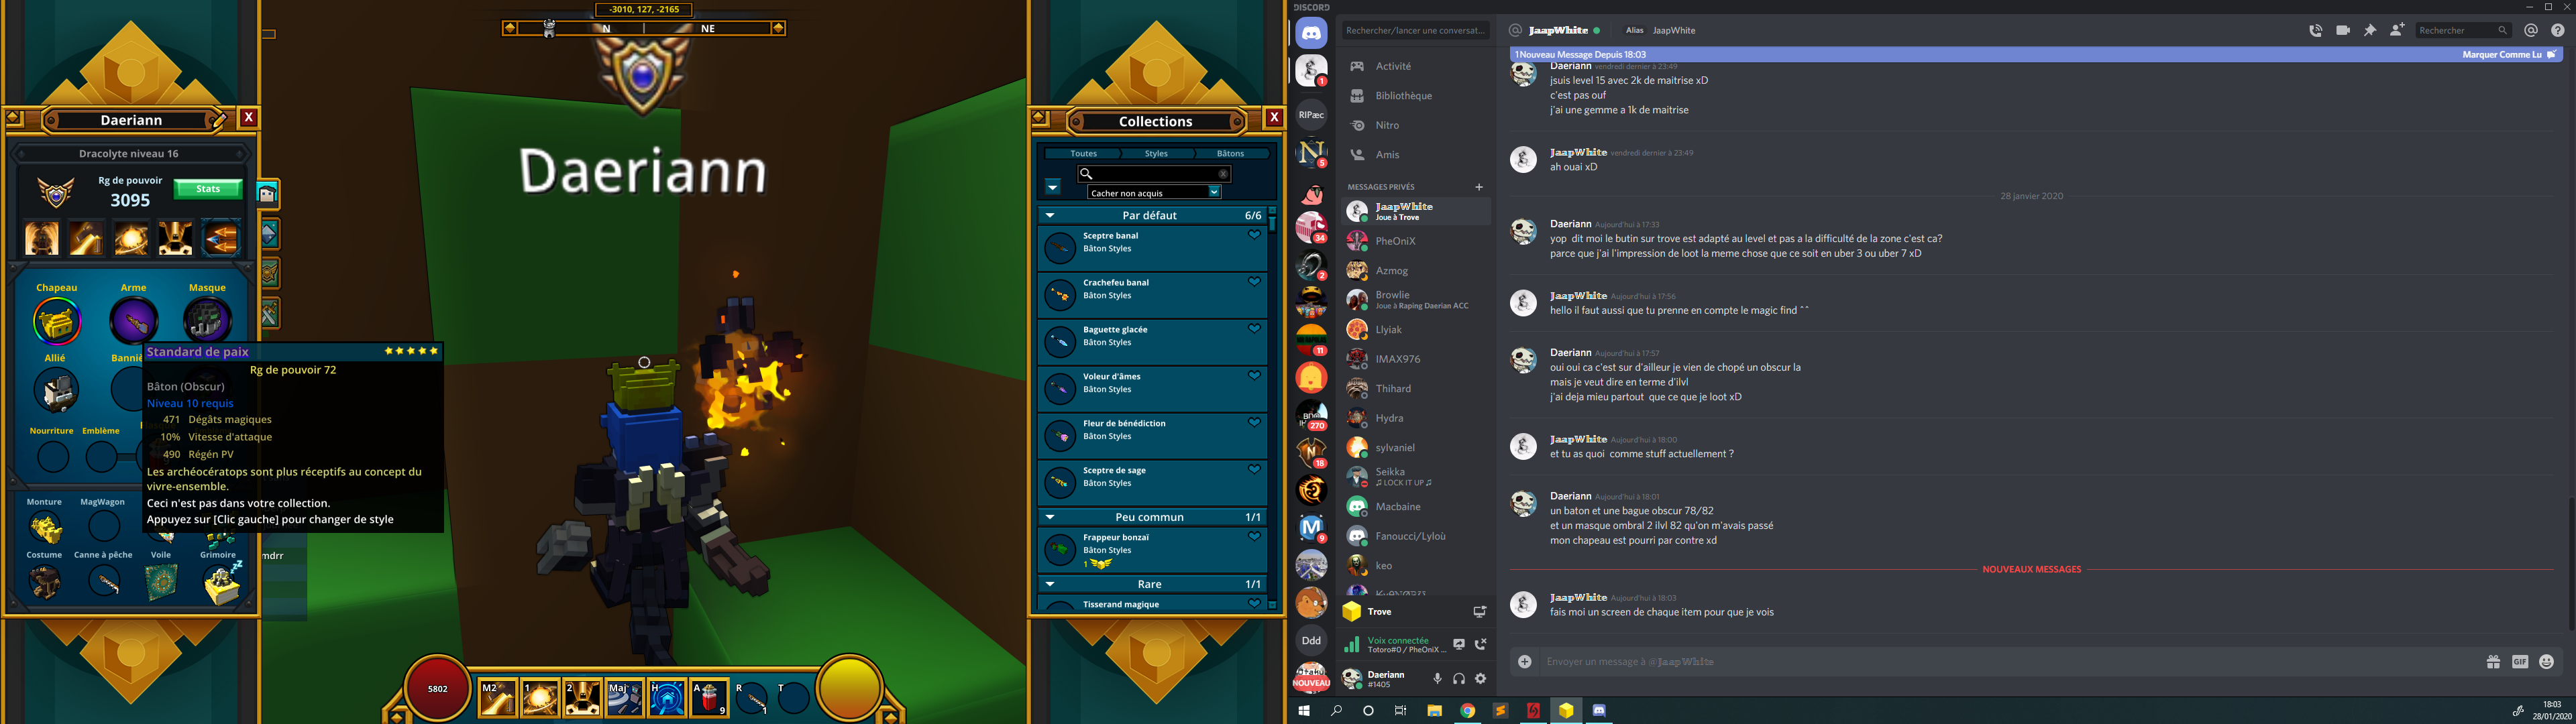 -3010, 127, -2165
N
NE
Daeriann
Daeriann
X
Dracolyte niveau 16
Rg de pouvoir
3095
Stats
Chapeau
Arme
Masque
Allié
Banniè
Nourriture
Emblème
Standard de paix
Rg de pouvoir 72
Bâton (Obscur)
Niveau 10 requis
471 Dégâts magiques
10% Vitesse d'attaque
490 Régén PV
Les archéocératops sont plus réceptifs au concept du
vivre-ensemble.
Ceci n'est pas dans votre collection.
Appuyez sur [Clic gauche] pour changer de style
Monture
MagWagon
Costume
Canne à pêche
Voile
Grimoire
mdrr
5802
M2
1
2
Maj
H
A
9
R
1
T
Collections
X
Toutes
Styles
Bâtons
Cacher non acquis
Par défaut 6/6
Sceptre banal
Bâton Styles
Crachefeu banal
Bâton Styles
Baguette glacée
Bâton Styles
Voleur d'âmes
Bâton Styles
Fleur de bénédiction
Bâton Styles
Sceptre de sage
Bâton Styles
Peu commun 1/1
Frappeur bonzaï
Bâton Styles
1
Rare 1/1
Tisserand magique
DISCORD
1
RIPæc
5
34
2
11
270
18
9
Ddd
NOUVEAU
Rechercher/lancer une conversat...
Activité
Bibliothèque
Nitro
Amis
MESSAGES PRIVÉS
JaapWhite
Joue à Trove
PheOniX
Azmog
Browlie
Joue à Raping Daerian ACC
Llyiak
IMAX976
Thihard
Hydra
sylvaniel
Seikka
♫ LOCK IT UP ♫
Macbaine
Fanoucci/Lyloù
keo
Trove
Voix connectée
Totoro#0 / PheOniX ...
Daeriann
#1405
@ JaapWhite
Alias JaapWhite
Rechercher
1 Nouveau Message Depuis 18:03
Marquer Comme Lu
Daeriann vendredi dernier à 23:49
jsuis level 15 avec 2k de maitrise xD
c'est pas ouf
j'ai une gemme a 1k de maitrise
JaapWhite vendredi dernier à 23:49
ah ouai xD
28 janvier 2020
Daeriann Aujourd'hui à 17:33
yop dit moi le butin sur trove est adapté au level et pas a la difficulté de la zone c'est ca?
parce que j'ai l'impression de loot la meme chose que ce soit en uber 3 ou uber 7 xD
JaapWhite Aujourd'hui à 17:56
hello il faut aussi que tu prenne en compte le magic find ^^
Daeriann Aujourd'hui à 17:57
oui oui ca c'est sur d'ailleur je vien de chopé un obscur la
mais je veut dire en terme d'ilvl
j'ai deja mieu partout que ce que je loot xD
JaapWhite Aujourd'hui à 18:00
et tu as quoi comme stuff actuellement ?
Daeriann Aujourd'hui à 18:01
un baton et une bague obscur 78/82
et un masque ombral 2 ilvl 82 qu'on m'avais passé
mon chapeau est pourri par contre xd
NOUVEAUX MESSAGES
JaapWhite Aujourd'hui à 18:03
fais moi un screen de chaque item pour que je vois
Envoyer un message à @JaapWhite
GIF
18:03
28/01/2020